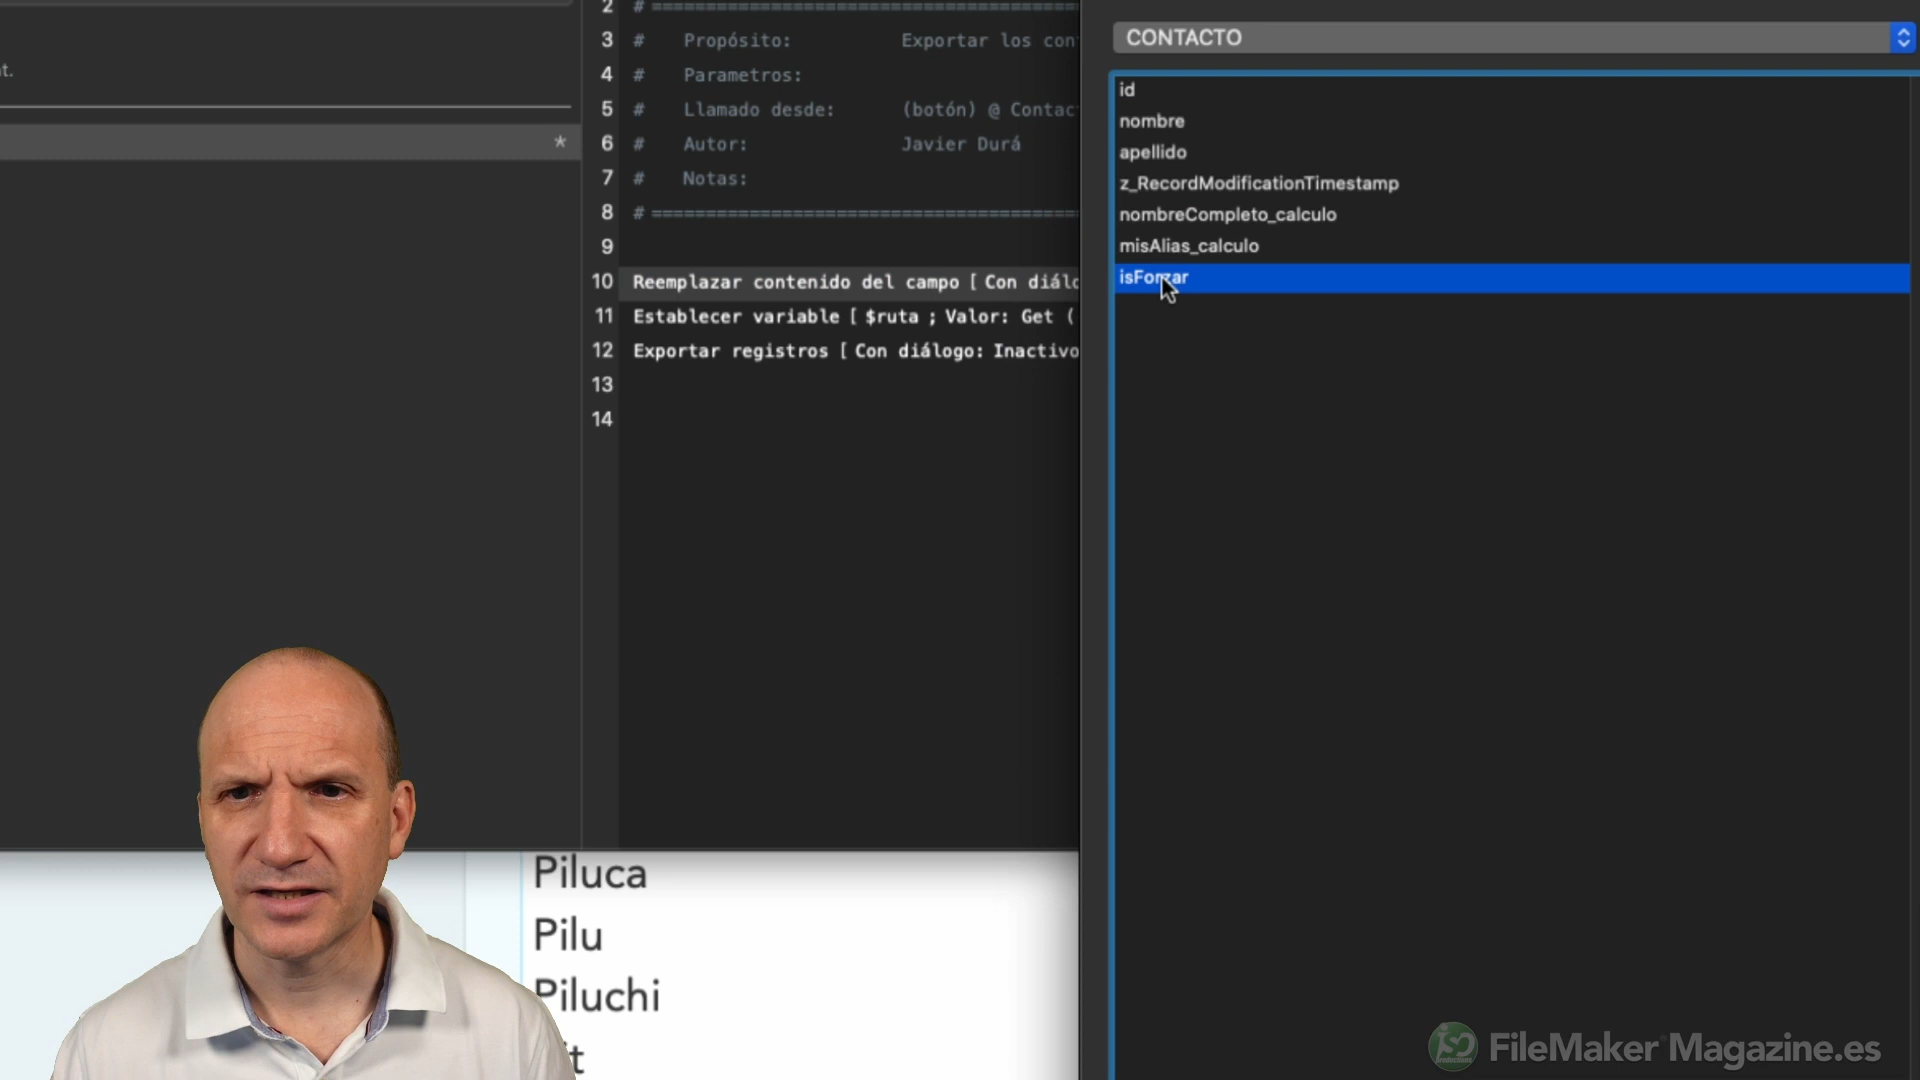 t.
*
2 # ========================================
3 # Propósito: Exportar los con
4 # Parametros:
5 # Llamado desde: (botón) @ Contac
6 # Autor: Javier Durá
7 # Notas:
8 # ========================================
9
10 Reemplazar contenido del campo [ Con diálo
11 Establecer variable [ $ruta ; Valor: Get (
12 Exportar registros [ Con diálogo: Inactivo
13
14
CONTACTO
id
nombre
apellido
z_RecordModificationTimestamp
nombreCompleto_calculo
misAlias_calculo
isForzar
Piluca
Pilu
Piluchi
it
FileMaker Magazine.es